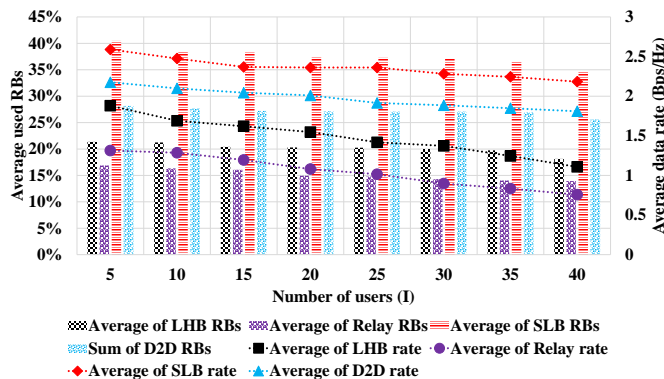 45%
40%
35%
30%
25%
20%
15%
10%
5%
0%
Average used RBs
3
2.5
2
1.5
1
0.5
0
Average data rate (Bps/Hz)
5 10 15 20 25 30 35 40
Number of users (I)
Average of LHB RBs Average of Relay RBs Average of SLB RBs
Sum of D2D RBs Average of LHB rate Average of Relay rate
Average of SLB rate Average of D2D rate